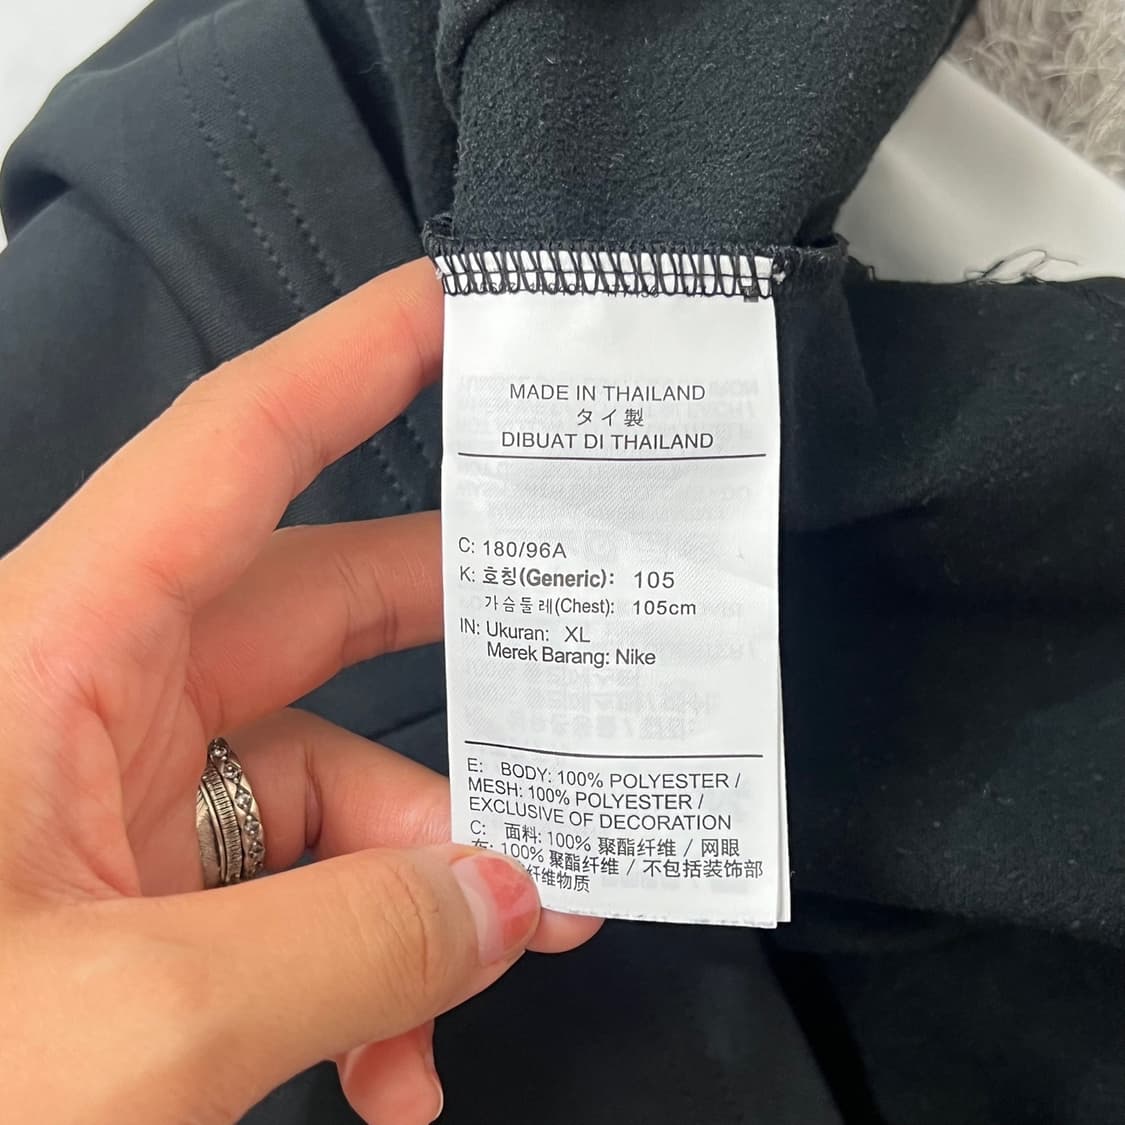 MADE IN THAILAND
タイ製
DIBUAT DI THAILAND
C: 180/96A
K: 호칭(Generic): 105
가슴둘레(Chest): 105cm
IN: Ukuran: XL
Merek Barang: Nike
E: BODY: 100% POLYESTER /
MESH: 100% POLYESTER /
EXCLUSIVE OF DECORATION
C: 面料: 100% 聚酯纤维 / 网眼
布: 100% 聚酯纤维 / 不包括装饰部
纤维物质